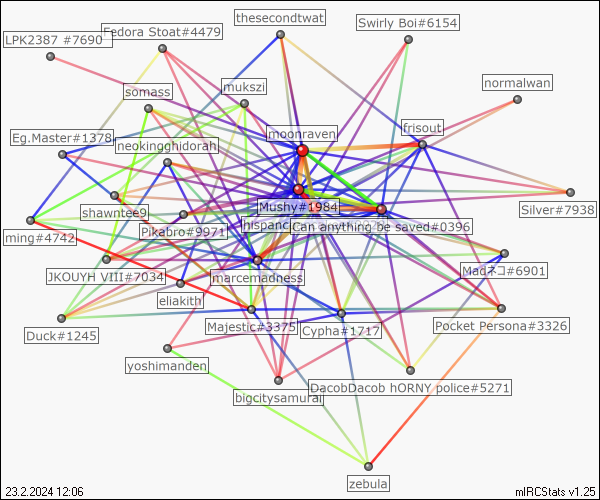 thesecondtwat
Swirly Boi#6154
Fedora Stoat#4479
LPK2387 #7690
normalwan
mukszi
somass
moonraven
frisout
Eg.Master#1378
neokingghidorah
Mushy#1984
Silver#7938
shawntee9
hispanic
Can anything be saved#0396
Pikabro#9971
ming#4742
JKOUYH VIII#7034
marcemadness
Madネコ#6901
eliakith
Majestic#3375
Cypha#1717
Pocket Persona#3326
Duck#1245
yoshimanden
DacobDacob hORNY police#5271
bigcitysamurai
zebula
23.2.2024 12:06
mIRCStats v1.25